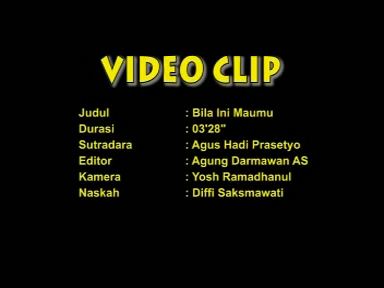 VIDEO CLIP
Judul : Bila Ini Maumu
Durasi : 03'28"
Sutradara : Agus Hadi Prasetyo
Editor : Agung Darmawan AS
Kamera : Yosh Ramadhanul
Naskah : Diffi Saksmawati